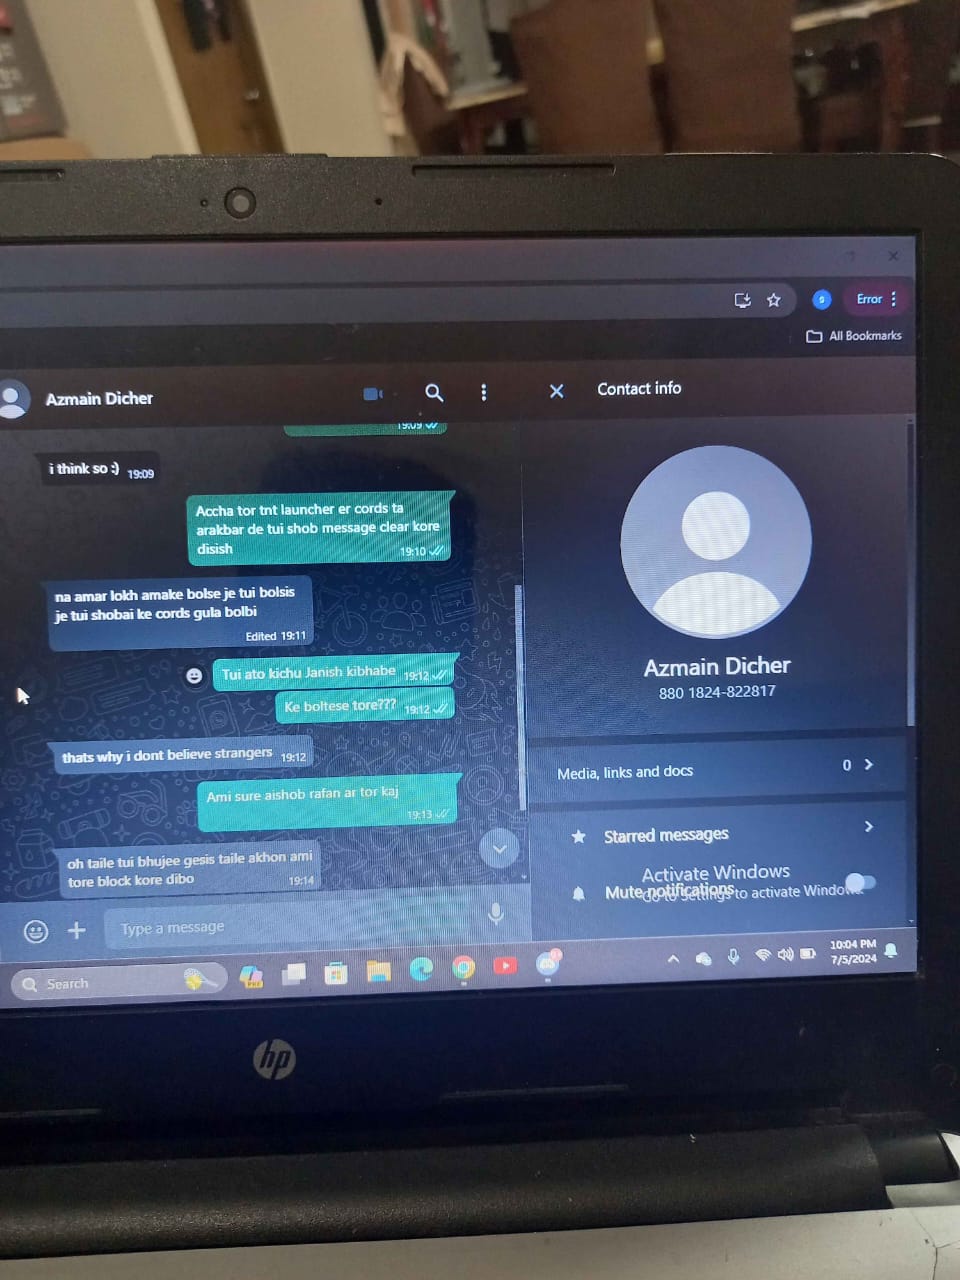 Error
All Bookmarks
Azmain Dicher
Contact info
19:09
i think so :) 19:09
Accha tor tnt launcher er cords ta
arakbar de tui shob message clear kore
disish
19:10
na amar lokh amake bolse je tui bolsis
je tui shobai ke cords gula bolbi
Edited 19:11
Tui ato kichu Janish kibhabe 19:12
Ke boltese tore??? 19:12
thats why i dont believe strangers 19:12
Ami sure aishob rafan ar tor kaj
19:13
oh taile tui bhujee gesis taile akhon ami
tore block kore dibo 19:14
Type a message
Azmain Dicher
880 1824-822817
Media, links and docs 0
Starred messages
Activate Windows
Mute notifications
Go to Settings to activate Windows.
Search
10:04 PM
7/5/2024
hp